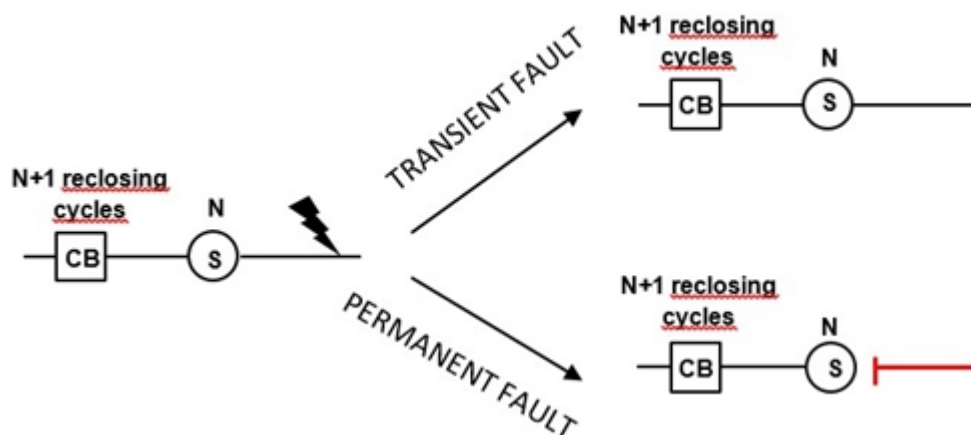 N+1 reclosing
cycles
N
CB
S
TRANSIENT FAULT
PERMANENT FAULT
N+1 reclosing
cycles
N
CB
S
N+1 reclosing
cycles
N
CB
S